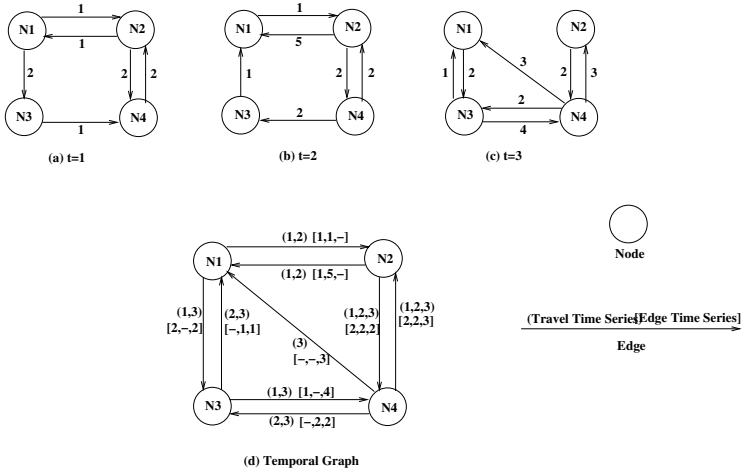 1
N1
N2
1
2
2
2
N3
N4
1
(a) t=1
1
N1
N2
5
1
2
2
N3
N4
2
(b) t=2
N1
N2
3
1
2
2
3
2
N3
N4
4
(c) t=3
(1,2) [1,1,−]
N1
N2
(1,2) [1,5,−]
(1,3)
[2,−,2]
(2,3)
[−,1,1]
(1,2,3)
[2,2,2]
(1,2,3)
[2,2,3]
(3)
[−,−,3]
(1,3) [1,−,4]
N3
N4
(2,3) [−,2,2]
(d) Temporal Graph
Node
(Travel Time Series)
[Edge Time Series]
Edge